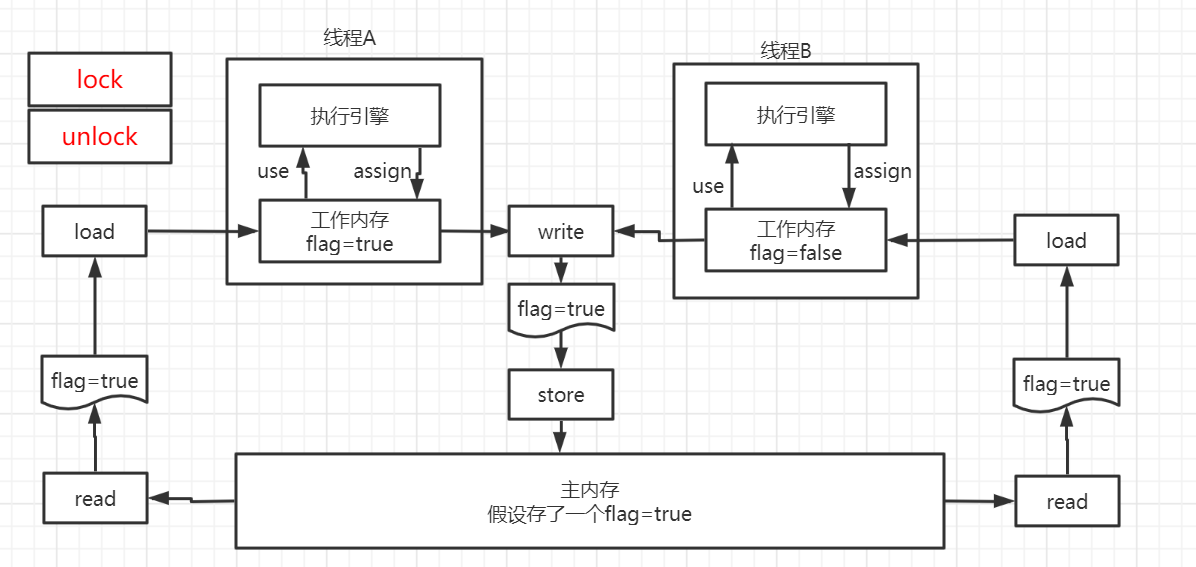 线程A
线程B
lock
unlock
执行引擎
执行引擎
use
assign
use
assign
工作内存
flag=true
工作内存
flag=false
load
write
load
flag=true
flag=true
flag=true
store
read
主内存
假设存了一个flag=true
read